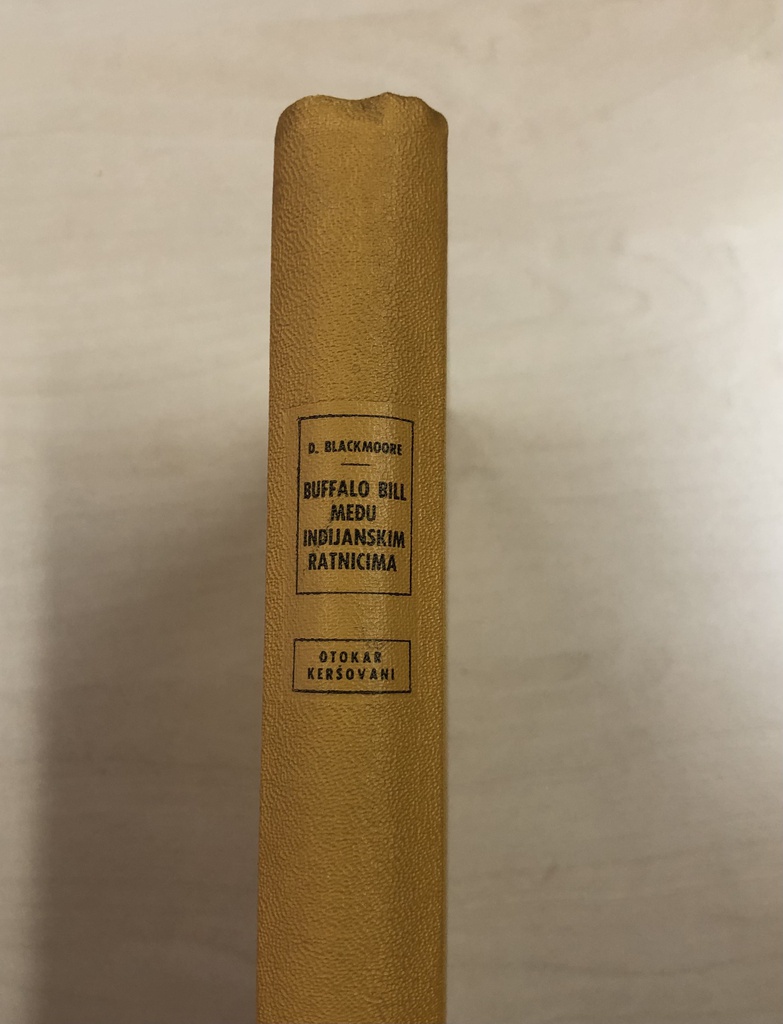 D. BLACKMOORE
BUFFALO BILL
MEĐU
INDIJANSKIM
RATNICIMA
OTOKAR
KERŠOVANI